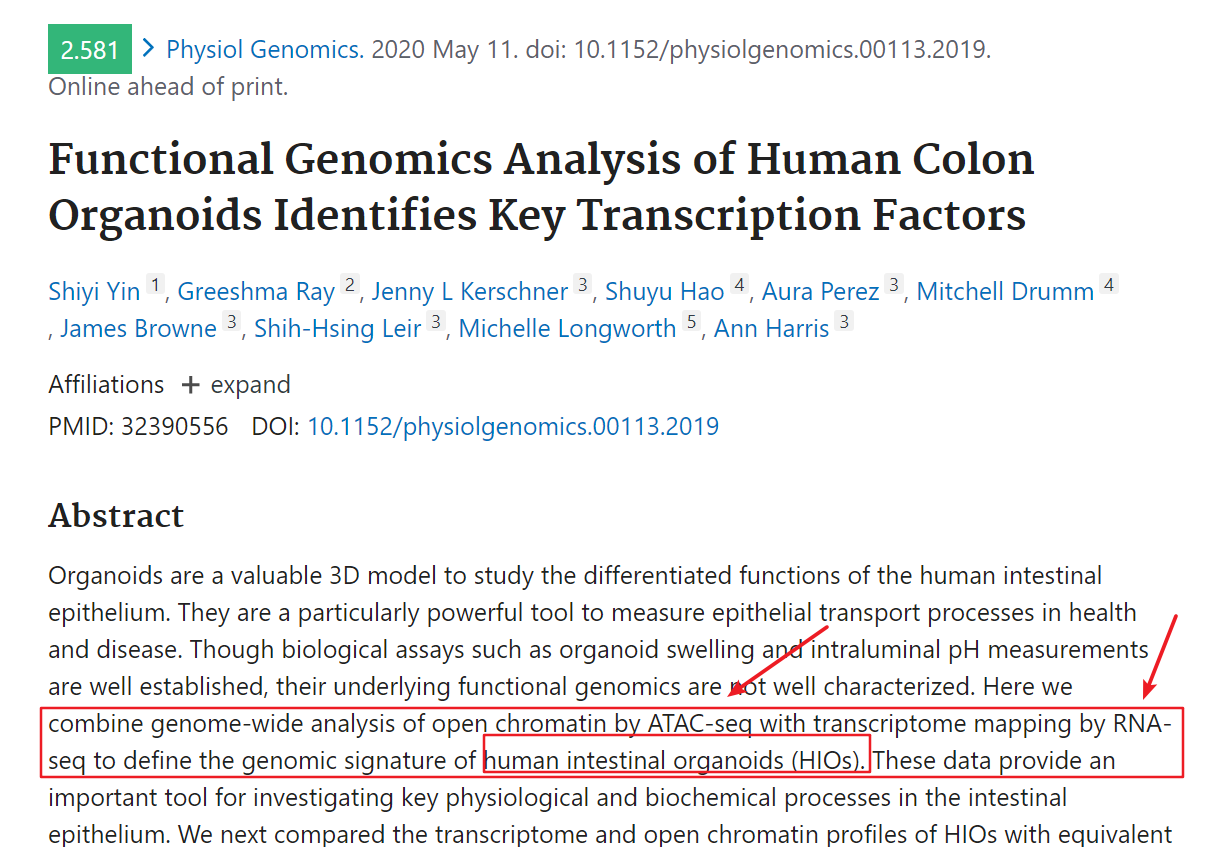 2.581 > Physiol Genomics. 2020 May 11. doi: 10.1152/physiolgenomics.00113.2019.
Online ahead of print.
Functional Genomics Analysis of Human Colon
Organoids Identifies Key Transcription Factors
Shiyi Yin 1, Greeshma Ray 2, Jenny L Kerschner 3, Shuyu Hao 4, Aura Perez 3, Mitchell Drumm 4
, James Browne 3, Shih-Hsing Leir 3, Michelle Longworth 5, Ann Harris 3
Affiliations + expand
PMID: 32390556 DOI: 10.1152/physiolgenomics.00113.2019
Abstract
Organoids are a valuable 3D model to study the differentiated functions of the human intestinal
epithelium. They are a particularly powerful tool to measure epithelial transport processes in health
and disease. Though biological assays such as organoid swelling and intraluminal pH measurements
are well established, their underlying functional genomics are not well characterized. Here we
combine genome-wide analysis of open chromatin by ATAC-seq with transcriptome mapping by RNA-
seq to define the genomic signature of human intestinal organoids (HIOs). These data provide an
important tool for investigating key physiological and biochemical processes in the intestinal
epithelium. We next compared the transcriptome and open chromatin profiles of HIOs with equivalent